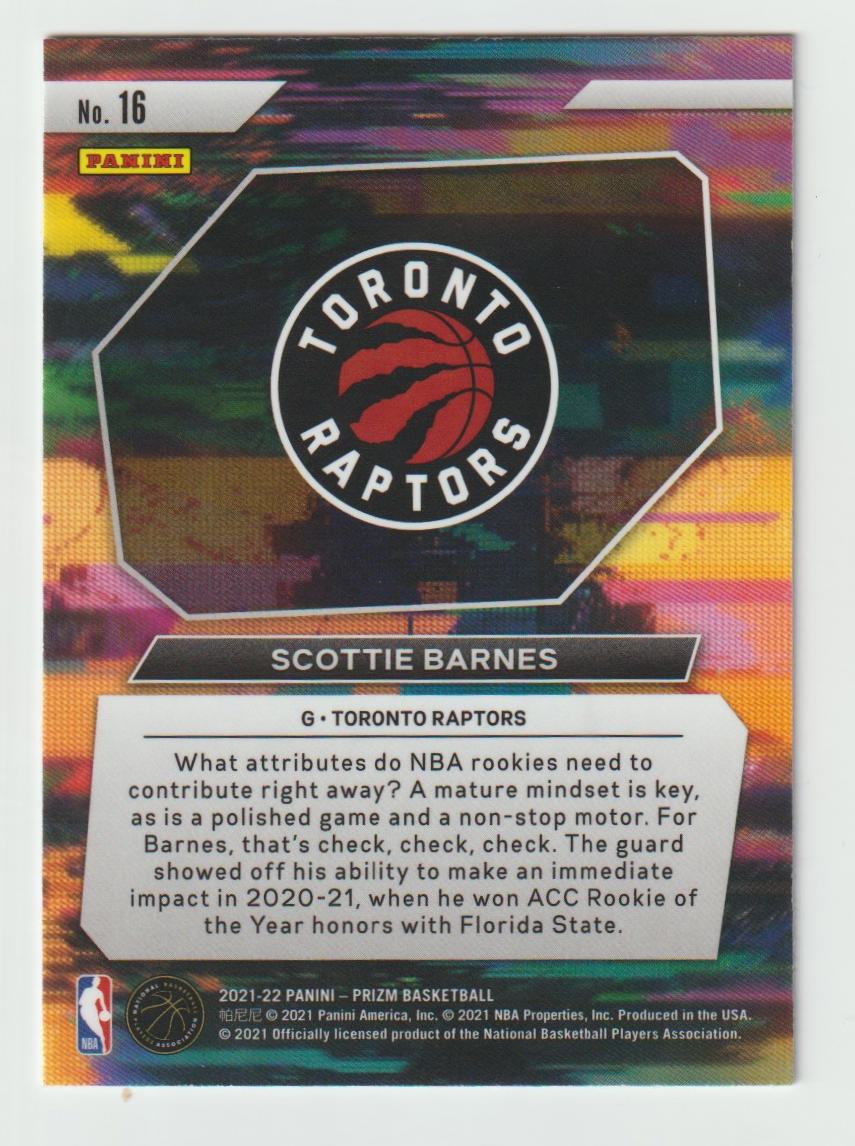 No. 16
PANINI
TORONTO
RAPTORS
SCOTTIE BARNES
G • TORONTO RAPTORS
What attributes do NBA rookies need to
contribute right away? A mature mindset is key,
as is a polished game and a non-stop motor. For
Barnes, that's check, check, check. The guard
showed off his ability to make an immediate
impact in 2020-21, when he won ACC Rookie of
the Year honors with Florida State.
NBA
NATIONAL BASKETBALL
PLAYERS ASSOCIATION
2021-22 PANINI – PRIZM BASKETBALL
帕尼尼 © 2021 Panini America, Inc. © 2021 NBA Properties, Inc. Produced in the USA.
© 2021 Officially licensed product of the National Basketball Players Association.